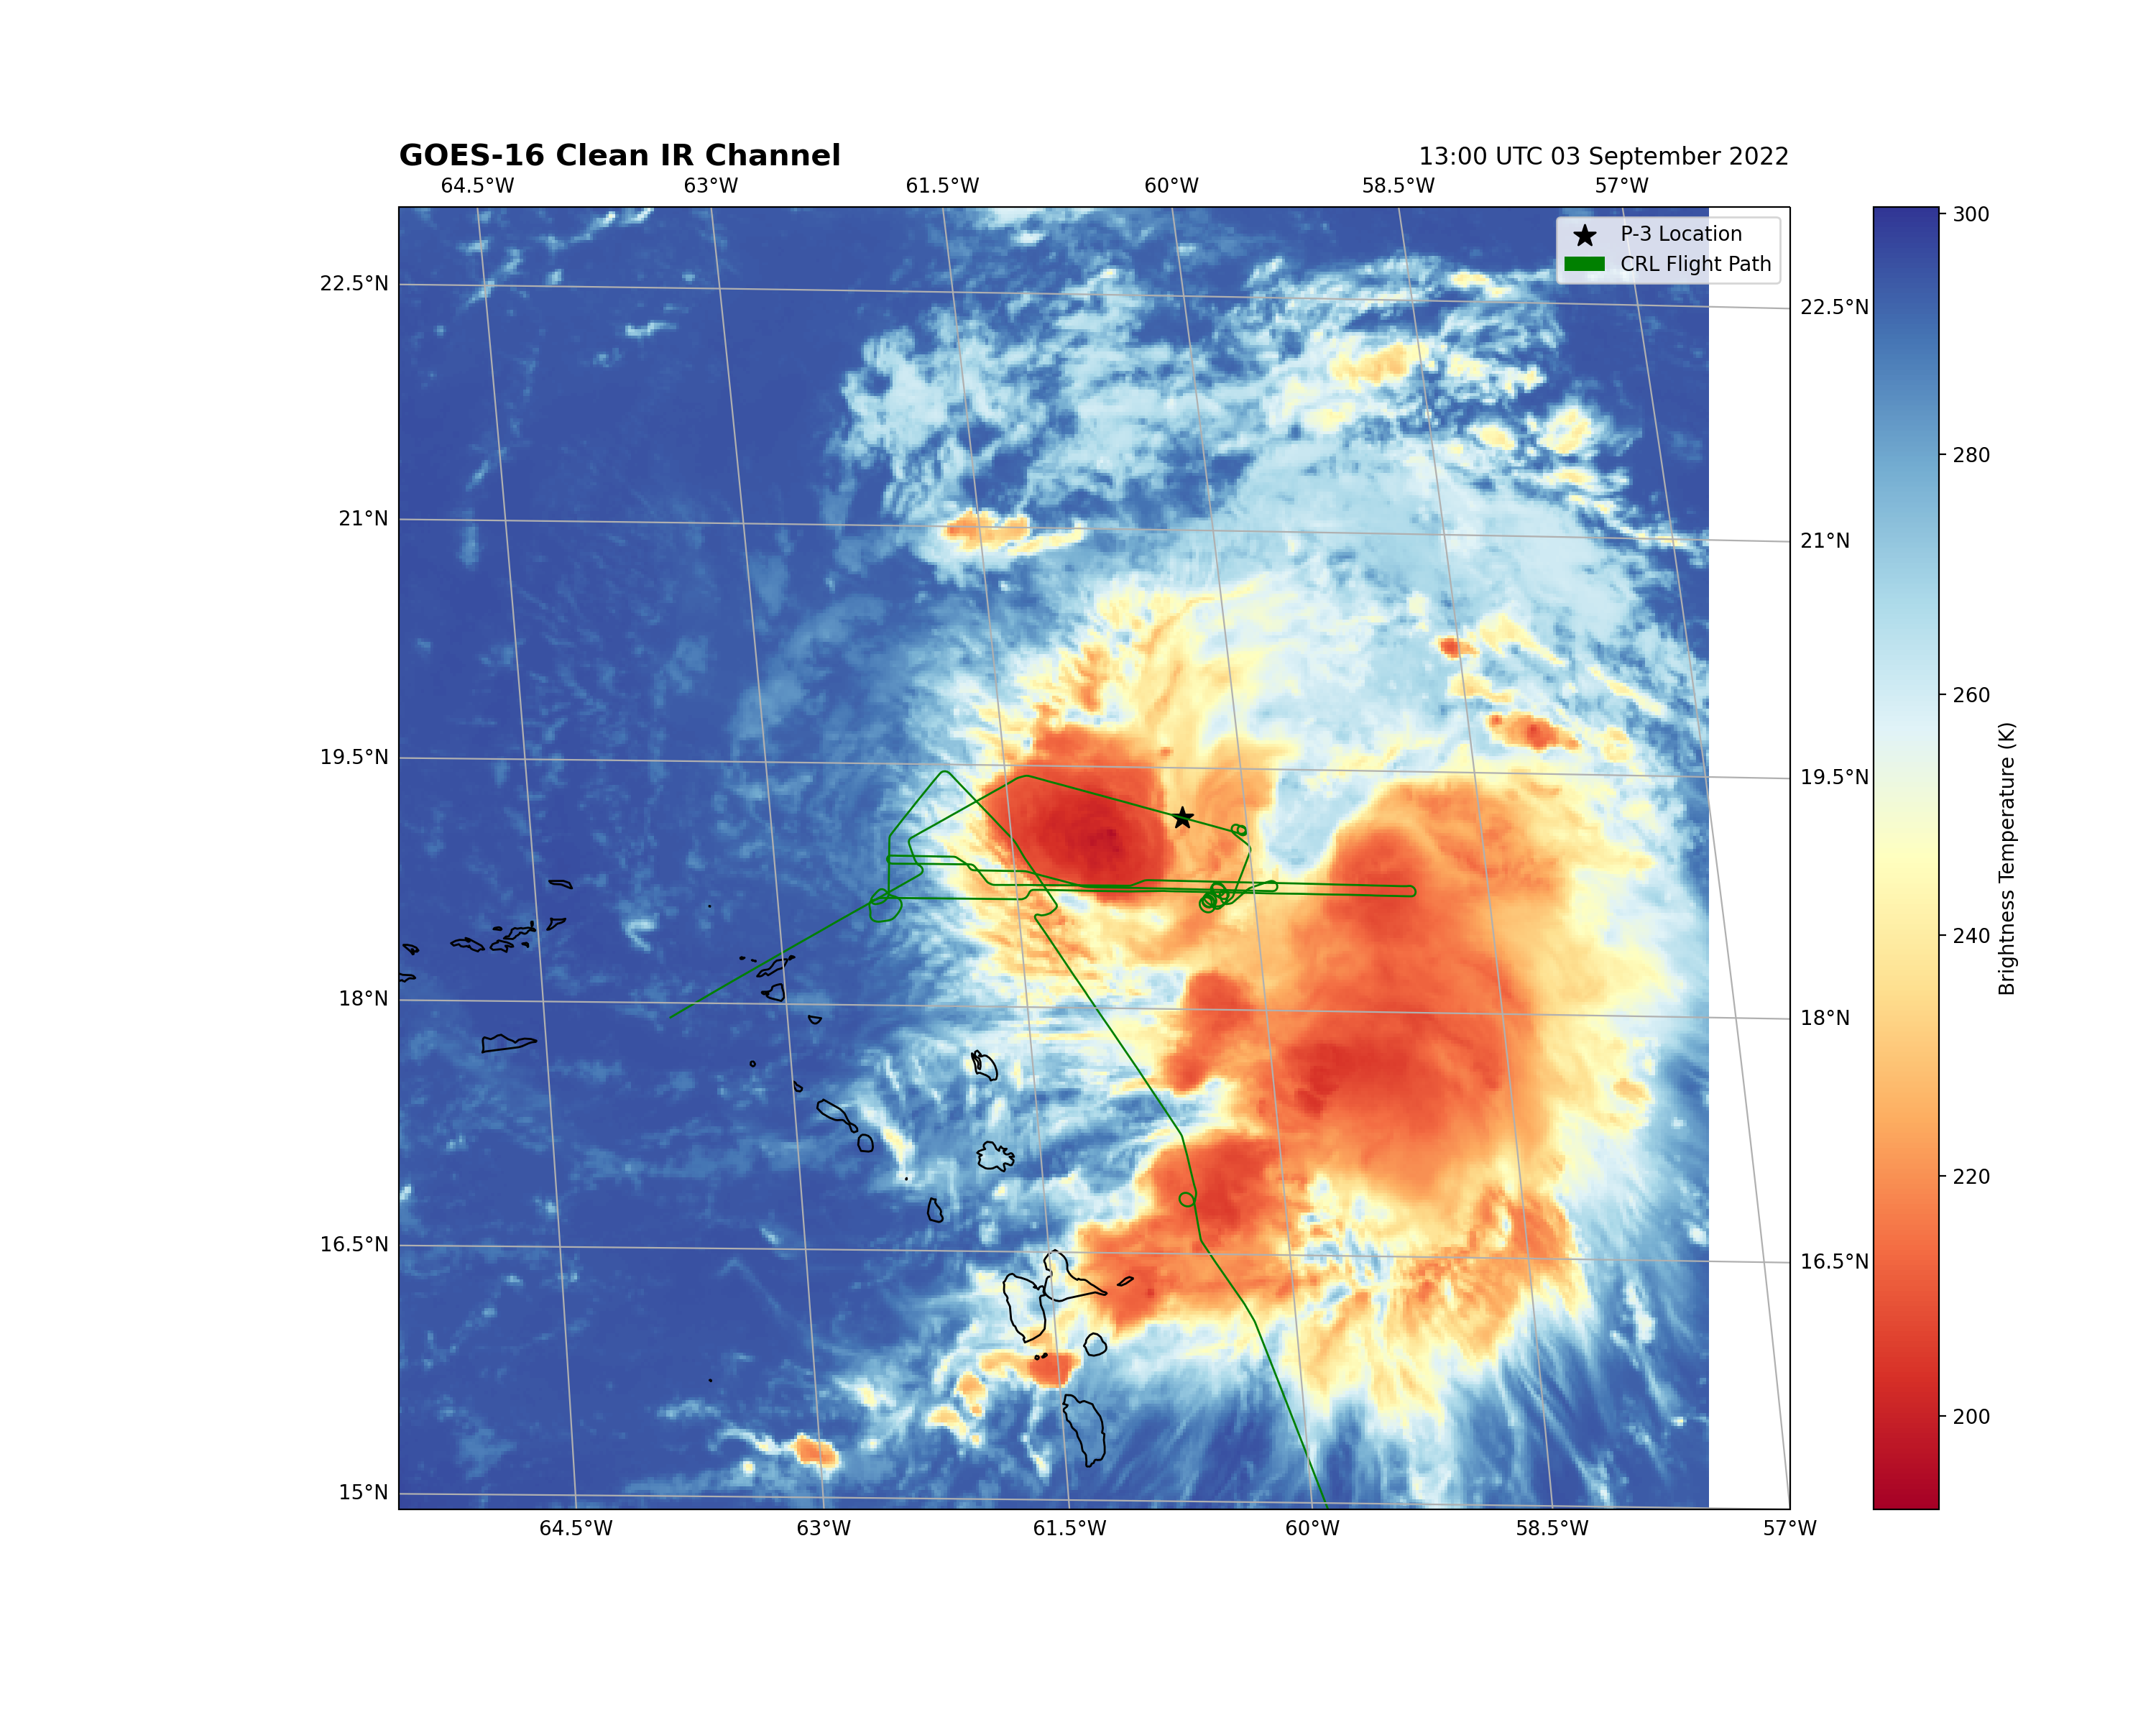 GOES-16 Clean IR Channel
13:00 UTC 03 September 2022
64.5°W 63°W 61.5°W 60°W 58.5°W 57°W
P-3 Location
CRL Flight Path
300
22.5°N
22.5°N
280
21°N
21°N
260
19.5°N
19.5°N
Brightness Temperature (K)
240
18°N
18°N
220
16.5°N
16.5°N
200
15°N
64.5°W 63°W 61.5°W 60°W 58.5°W 57°W